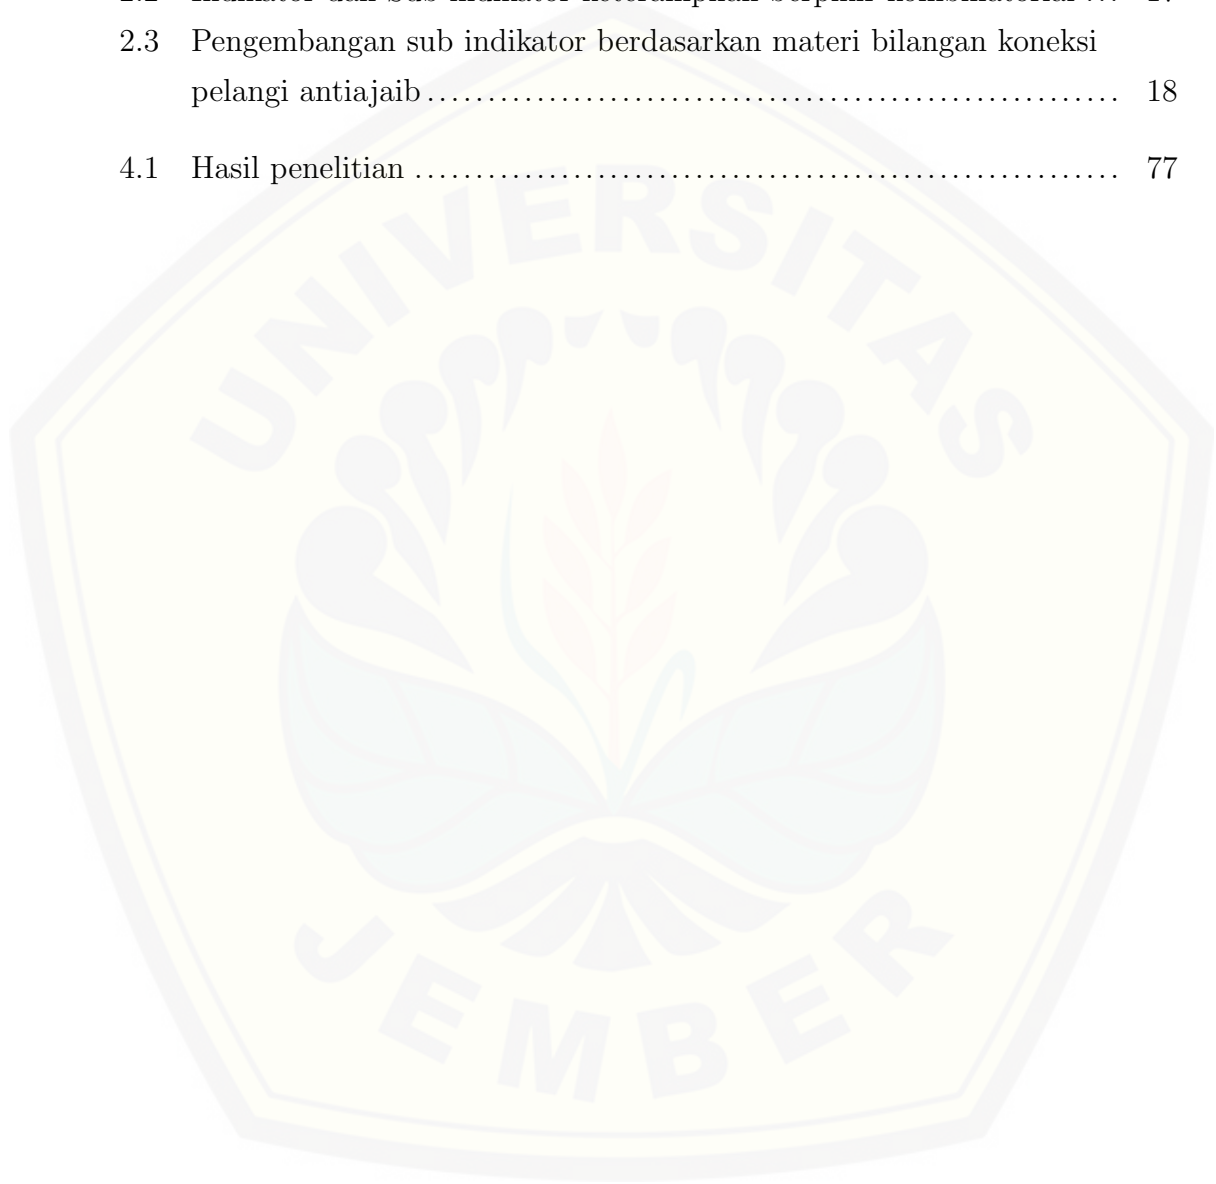 2.3 Pengembangan sub indikator berdasarkan materi bilangan koneksi
pelangi antiajaib ......................................................... 18
4.1 Hasil penelitian .......................................................... 77
UNIVERSITAS
JEMBER